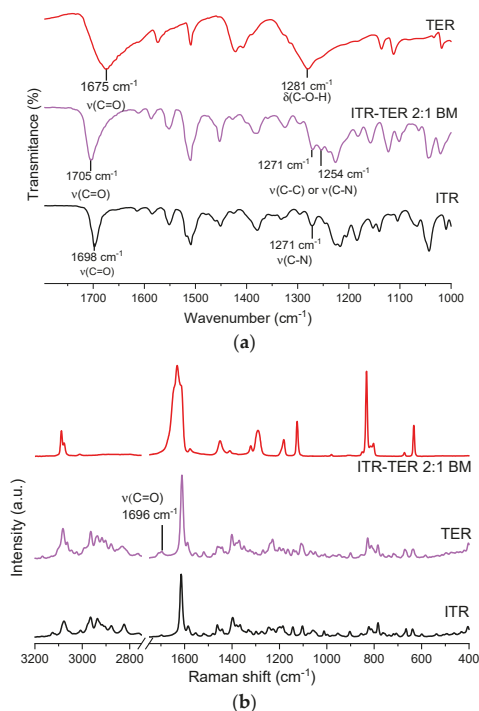 TER
1675 cm⁻¹
ν(C=O)
1281 cm⁻¹
δ(C-O-H)
ITR-TER 2:1 BM
1705 cm⁻¹
ν(C=O)
1271 cm⁻¹
1254 cm⁻¹
ν(C-C) or ν(C-N)
ITR
1698 cm⁻¹
ν(C=O)
1271 cm⁻¹
ν(C-N)
Transmitance (%)
1700 1600 1500 1400 1300 1200 1100 1000
Wavenumber (cm⁻¹)
(a)
ITR-TER 2:1 BM
ν(C=O)
1696 cm⁻¹
TER
ITR
Intensity (a.u.)
3200 3000 2800 1600 1400 1200 1000 800 600 400
Raman shift (cm⁻¹)
(b)